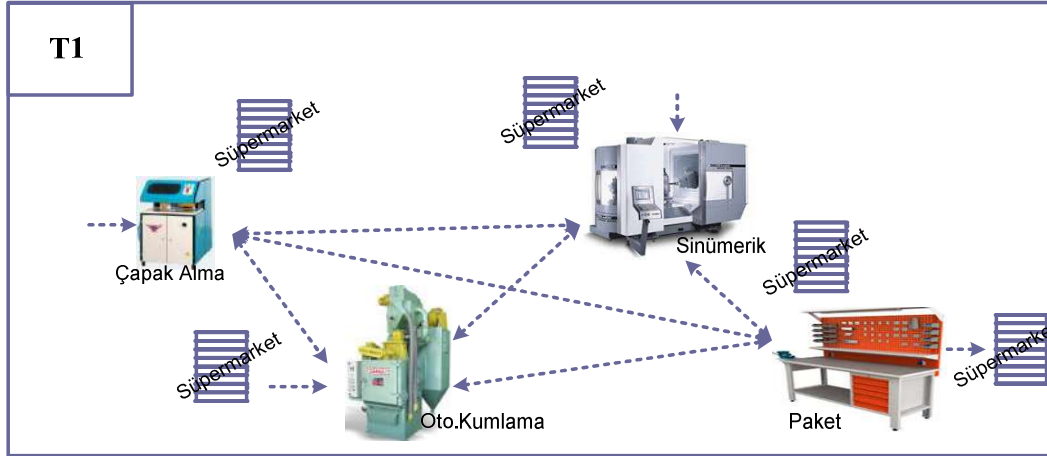 T1
Süpermarket
Süpermarket
Sinümerik
Süpermarket
Çapak Alma
Süpermarket
Süpermarket
Oto.Kumlama
Paket